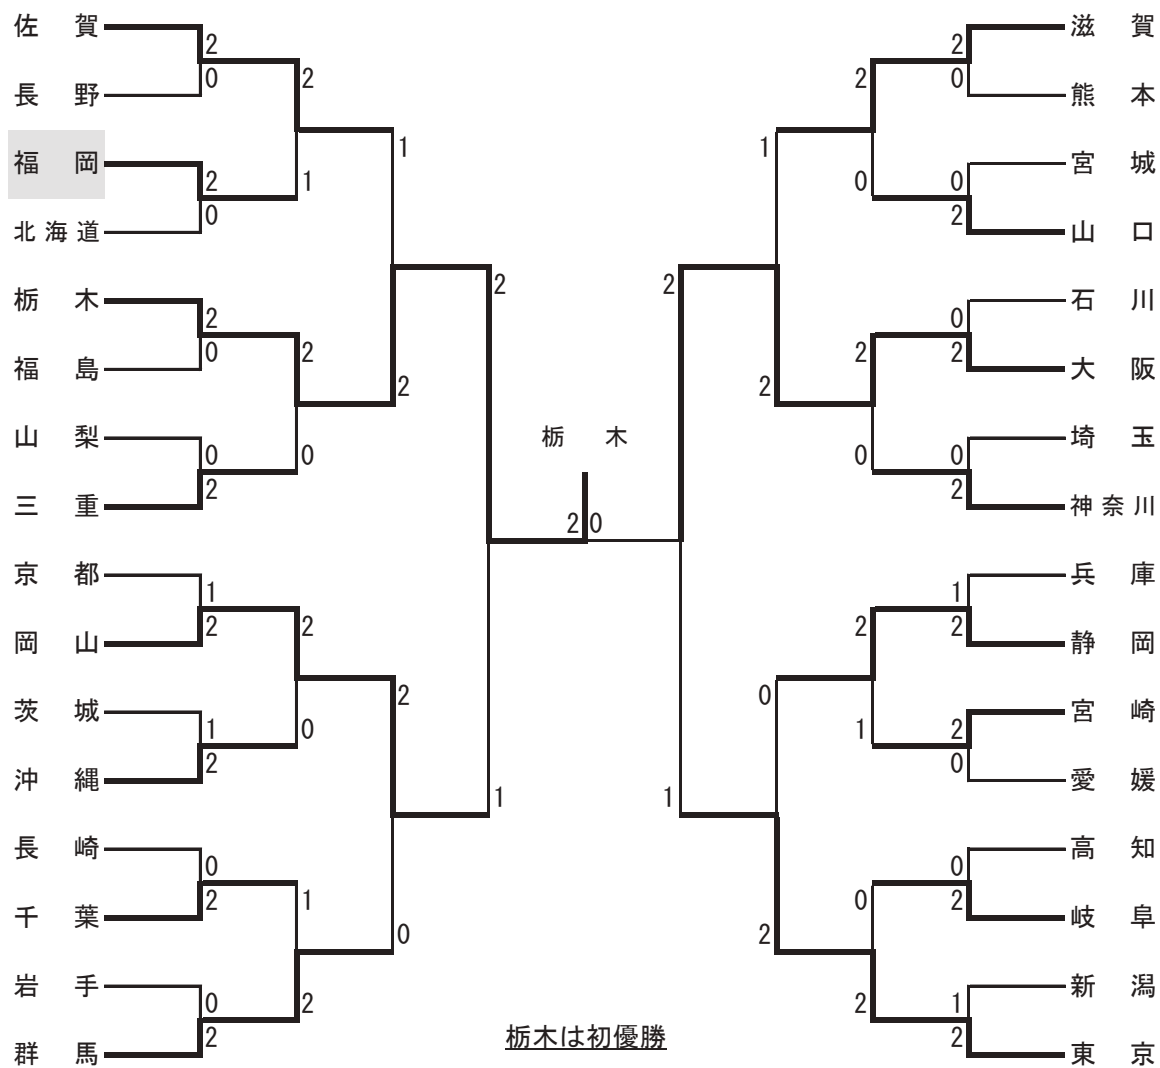 佐賀
2
0
長野
2
福岡
2
0
1
北海道
1
栃木
2
0
福島
2
山梨
0
2
三重
0
2
2
京都
1
2
岡山
2
茨城
1
2
沖縄
0
2
長崎
0
2
千葉
1
岩手
0
2
群馬
2
0
1
栃木
2 0
滋賀
2
0
熊本
2
宮城
0
2
山口
0
1
石川
0
2
大阪
2
埼玉
0
2
神奈川
0
2
2
兵庫
1
2
静岡
2
宮崎
2
0
愛媛
1
0
高知
0
2
岐阜
0
新潟
1
2
東京
2
2
1
栃木は初優勝